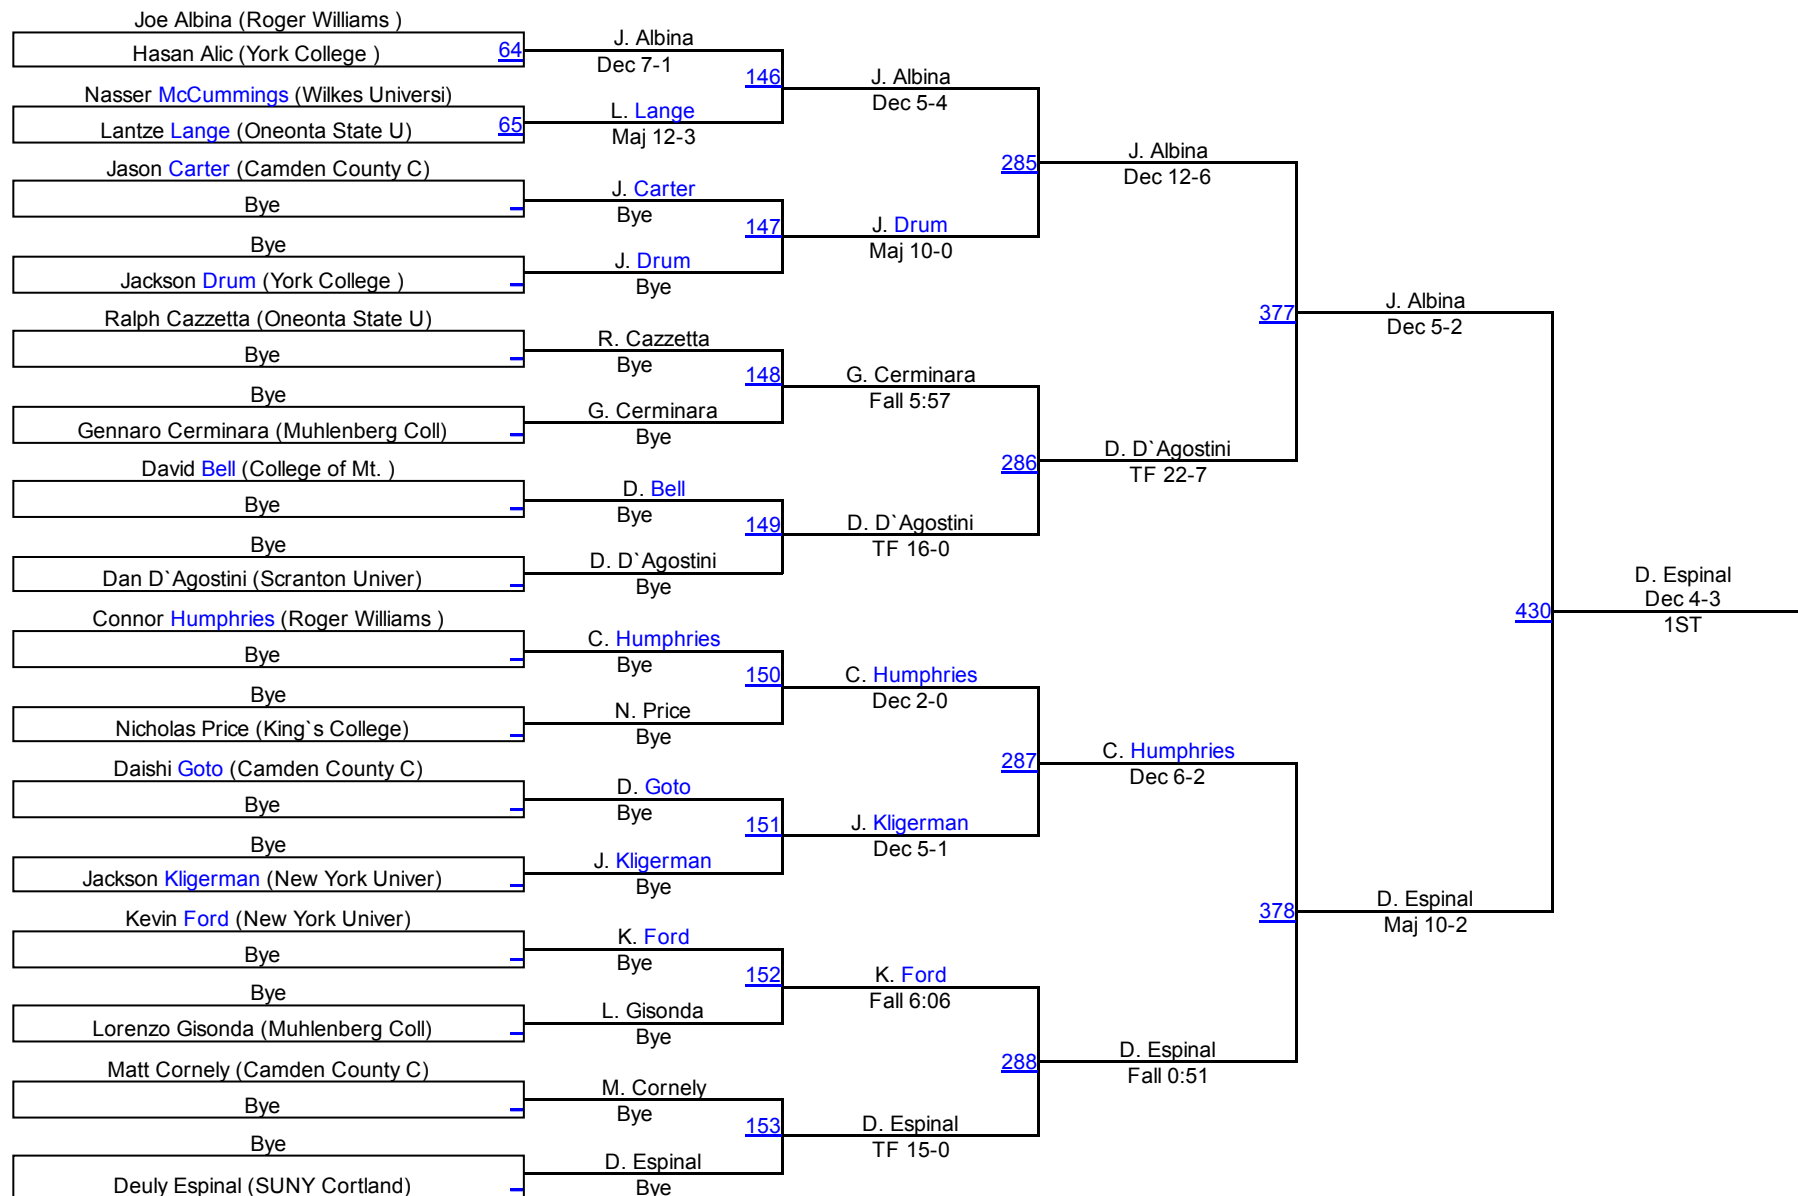 Joe Albina (Roger Williams )
Hasan Alic (York College )
64
Nasser McCummings (Wilkes Universi)
Lantze Lange (Oneonta State U)
65
Jason Carter (Camden County C)
Bye
Bye
Jackson Drum (York College )
Ralph Cazzetta (Oneonta State U)
Bye
Bye
Gennaro Cerminara (Muhlenberg Coll)
David Bell (College of Mt. )
Bye
Bye
Dan D`Agostini (Scranton Univer)
Connor Humphries (Roger Williams )
Bye
Bye
Nicholas Price (King`s College)
Daishi Goto (Camden County C)
Bye
Bye
Jackson Kligerman (New York Univer)
Kevin Ford (New York Univer)
Bye
Bye
Lorenzo Gisonda (Muhlenberg Coll)
Matt Cornely (Camden County C)
Bye
Bye
Deuly Espinal (SUNY Cortland)
J. Albina
Dec 7-1
146
L. Lange
Maj 12-3
J. Carter
Bye
147
J. Drum
Bye
R. Cazzetta
Bye
148
G. Cerminara
Bye
D. Bell
Bye
149
D. D`Agostini
Bye
C. Humphries
Bye
150
N. Price
Bye
D. Goto
Bye
151
J. Kligerman
Bye
K. Ford
Bye
152
L. Gisonda
Bye
M. Cornely
Bye
153
D. Espinal
Bye
J. Albina
Dec 5-4
285
J. Drum
Maj 10-0
G. Cerminara
Fall 5:57
286
D. D`Agostini
TF 16-0
C. Humphries
Dec 2-0
287
J. Kligerman
Dec 5-1
K. Ford
Fall 6:06
288
D. Espinal
TF 15-0
J. Albina
Dec 12-6
377
D. D`Agostini
TF 22-7
C. Humphries
Dec 6-2
378
D. Espinal
Fall 0:51
J. Albina
Dec 5-2
430
D. Espinal
Maj 10-2
D. Espinal
Dec 4-3
1ST